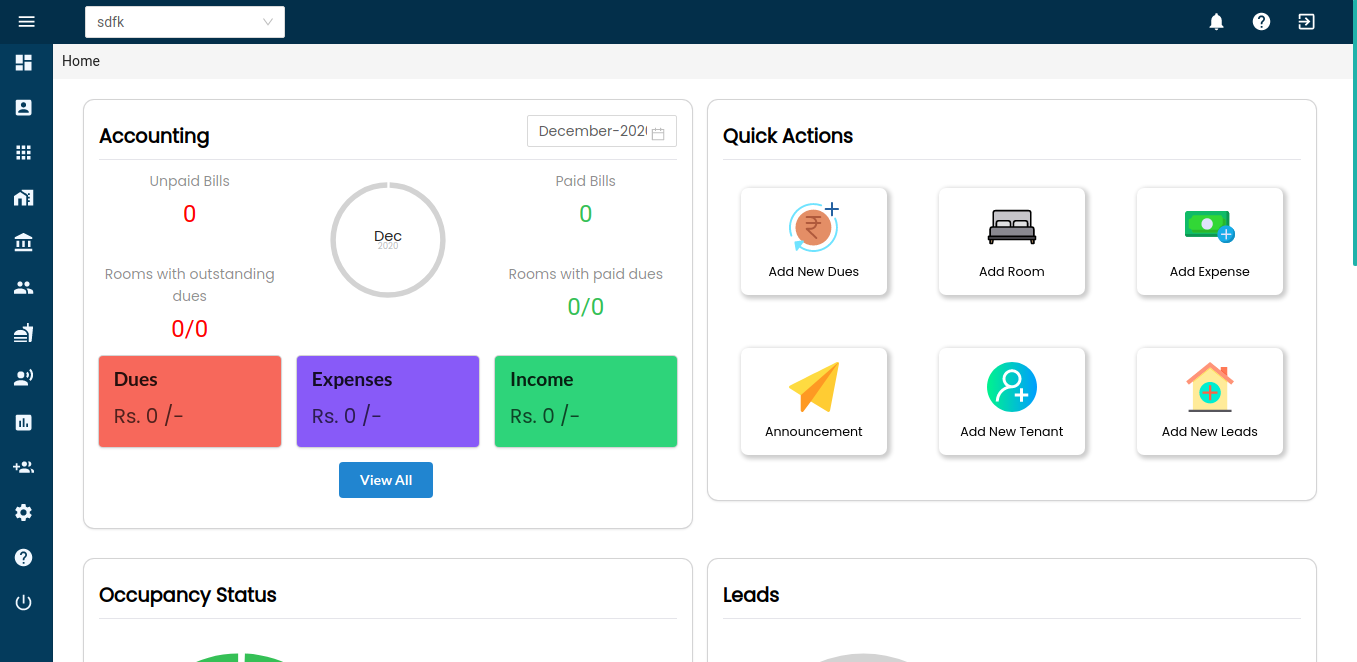 sdfk
Home
Accounting
December-202
Unpaid Bills
0
Dec
2020
Paid Bills
0
Rooms with outstanding
dues
0/0
Rooms with paid dues
0/0
Dues
Rs. 0 /-
Expenses
Rs. 0 /-
Income
Rs. 0 /-
View All
Quick Actions
Add New Dues
Add Room
Add Expense
Announcement
Add New Tenant
Add New Leads
Occupancy Status
Leads